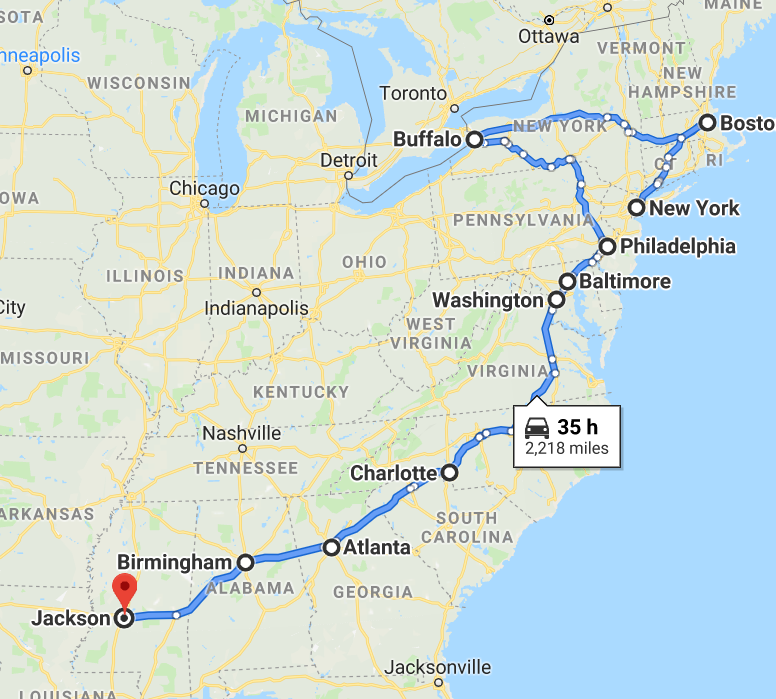 MAINE
Ottawa
VERMONT
nneapolis
NEW
HAMPSHIRE
WISCONSIN
Toronto
MICHIGAN
Bosto
NEW YORK
Buffalo
Detroit
CT
RI
Chicago
OWA
New York
PENNSYLVANIA
Philadelphia
OHIO
ILLINOIS
INDIANA
Baltimore
Washington
City
Indianapolis
WEST
VIRGINIA
MISSOURI
VIRGINIA
KENTUCKY
35 h
2,218 miles
Nashville
TENNESSEE
Charlotte
ARKANSAS
SOUTH
CAROLINA
Atlanta
Birmingham
ALABAMA
GEORGIA
Jackson
Jacksonville
LOUISIANA